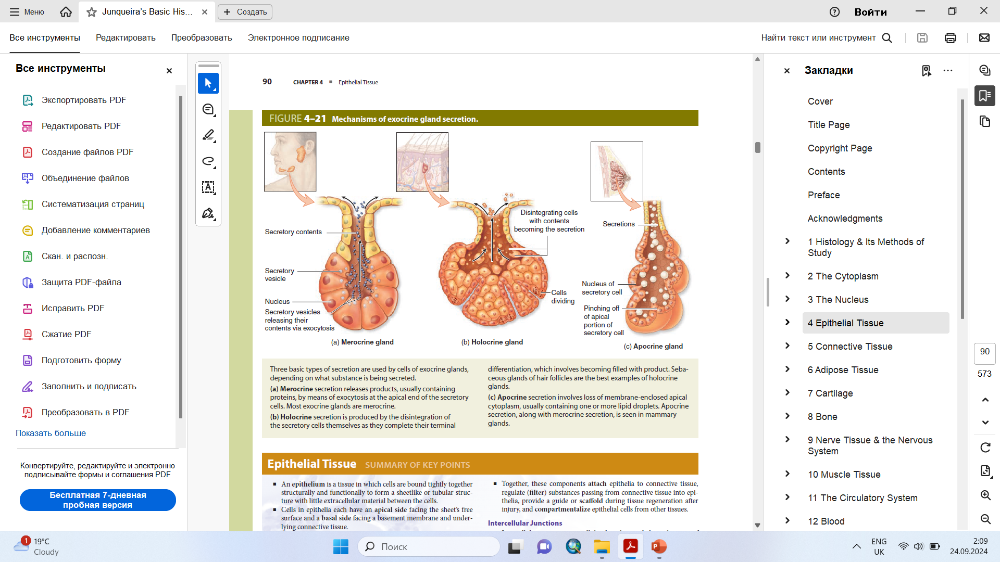 Меню
Junqueira’s Basic His...
Создать
Войти
Все инструменты
Редактировать
Преобразовать
Электронное подписание
Найти текст или инструмент
Все инструменты
Экспортировать PDF
Редактировать PDF
Создание файлов PDF
Объединение файлов
Систематизация страниц
Добавление комментариев
Скан. и распозн.
Защита PDF-файла
Исправить PDF
Сжатие PDF
Подготовить форму
Заполнить и подписать
Преобразовать в PDF
Показать больше
Конвертируйте, редактируйте и электронно
подписывайте формы и соглашения PDF
Бесплатная 7-дневная
пробная версия
90 CHAPTER 4 ■ Epithelial Tissue
FIGURE 4–21 Mechanisms of exocrine gland secretion.
Secretory contents
Secretory
vesicle
Nucleus
Secretory vesicles
releasing their
contents via exocytosis
(a) Merocrine gland
Disintegrating cells
with contents
becoming the secretion
Cells
dividing
(b) Holocrine gland
Secretions
Nucleus of
secretory cell
Pinching off
of apical
portion of
secretory cell
(c) Apocrine gland
Three basic types of secretion are used by cells of exocrine glands,
depending on what substance is being secreted.
(a) Merocrine secretion releases products, usually containing
proteins, by means of exocytosis at the apical end of the secretory
cells. Most exocrine glands are merocrine.
(b) Holocrine secretion is produced by the disintegration of
the secretory cells themselves as they complete their terminal
differentiation, which involves becoming filled with product. Seba-
ceous glands of hair follicles are the best examples of holocrine
glands.
(c) Apocrine secretion involves loss of membrane-enclosed apical
cytoplasm, usually containing one or more lipid droplets. Apocrine
secretion, along with merocrine secretion, is seen in mammary
glands.
Epithelial Tissue SUMMARY OF KEY POINTS
■ An epithelium is a tissue in which cells are bound tightly together
structurally and functionally to form a sheetlike or tubular struc-
ture with little extracellular material between the cells.
■ Cells in epithelia each have an apical side facing the sheet’s free
surface and a basal side facing a basement membrane and under-
lying connective tissue.
■ Together, these components attach epithelia to connective tissue,
regulate (filter) substances passing from connective tissue into epi-
thelia, provide a guide or scaffold during tissue regeneration after
injury, and compartmentalize epithelial cells from other tissues.
Intercellular Junctions
Закладки
Cover
Title Page
Copyright Page
Contents
Preface
Acknowledgments
1 Histology & Its Methods of
Study
2 The Cytoplasm
3 The Nucleus
4 Epithelial Tissue
5 Connective Tissue
6 Adipose Tissue
7 Cartilage
8 Bone
9 Nerve Tissue & the Nervous
System
10 Muscle Tissue
11 The Circulatory System
12 Blood
90
573
1
19°C
Cloudy
Поиск
ENG
UK
2:09
24.09.2024